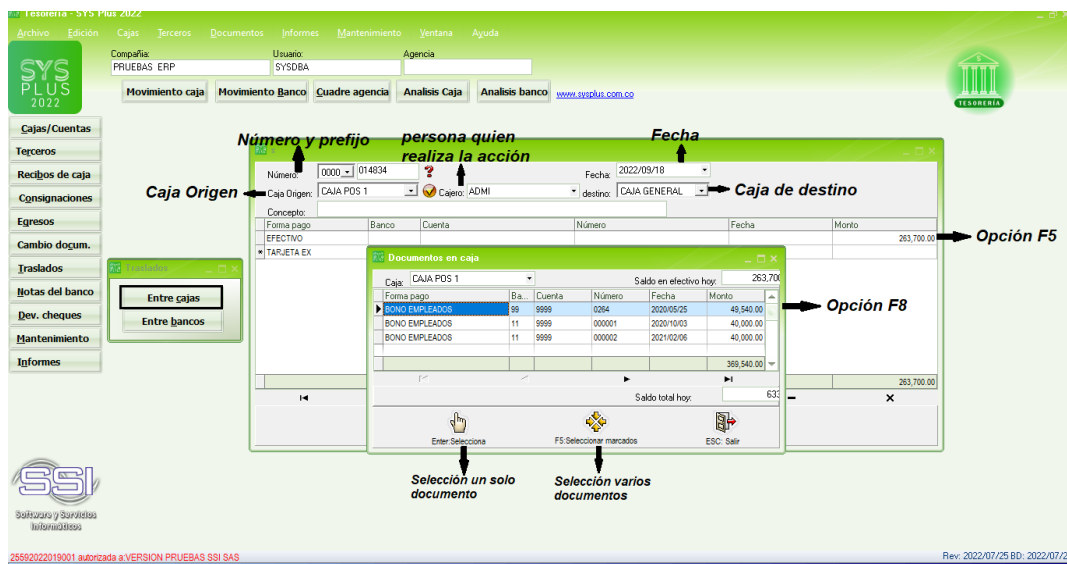 Tesorería - SYS Plus 2022
Archivo Edición Cajas Terceros Documentos Informes Mantenimiento Ventana Ayuda
Compañia: Usuario: Agencia
PRUEBAS ERP SYSDBA
SYS
PLUS
2022
Movimiento caja Movimiento Banco Cuadre agencia Analisis Caja Analisis banco www.sysplus.com.co
TESORERÍA
Cajas/Cuentas
Terceros
Recibos de caja
Consignaciones
Egresos
Cambio docum.
Traslados
Notas del banco
Dev. cheques
Mantenimiento
Informes
Número y prefijo
persona quien
realiza la acción
Fecha
Número: 0000 014834 ? Fecha: 2022/09/18
Caja Origen
Caja Origen: CAJA POS 1 Cajero: ADMI destino: CAJA GENERAL
Caja de destino
Concepto:
Forma pago Banco Cuenta Número Fecha Monto
EFECTIVO 263,700.00
Opción F5
* TARJETA EX
Traslados
Entre cajas
Entre bancos
Documentos en caja
Caja: CAJA POS 1 Saldo en efectivo hoy: 263,700
Forma pago Ba... Cuenta Número Fecha Monto
BONO EMPLEADOS 99 9999 0264 2020/05/25 49,540.00
BONO EMPLEADOS 11 9999 000001 2020/10/03 40,000.00
BONO EMPLEADOS 11 9999 000002 2021/02/06 40,000.00
369,540.00
Opción F8
263,700.00
Saldo total hoy: 633
Enter:Selecciona F5:Seleccionar marcados ESC: Salir
Selección un solo
documento
Selección varios
documentos
SSI
Software y Servicios
Informáticos
25592022019001 autorizada a:VERSION PRUEBAS SSI SAS
Rev: 2022/07/25 BD: 2022/07/2